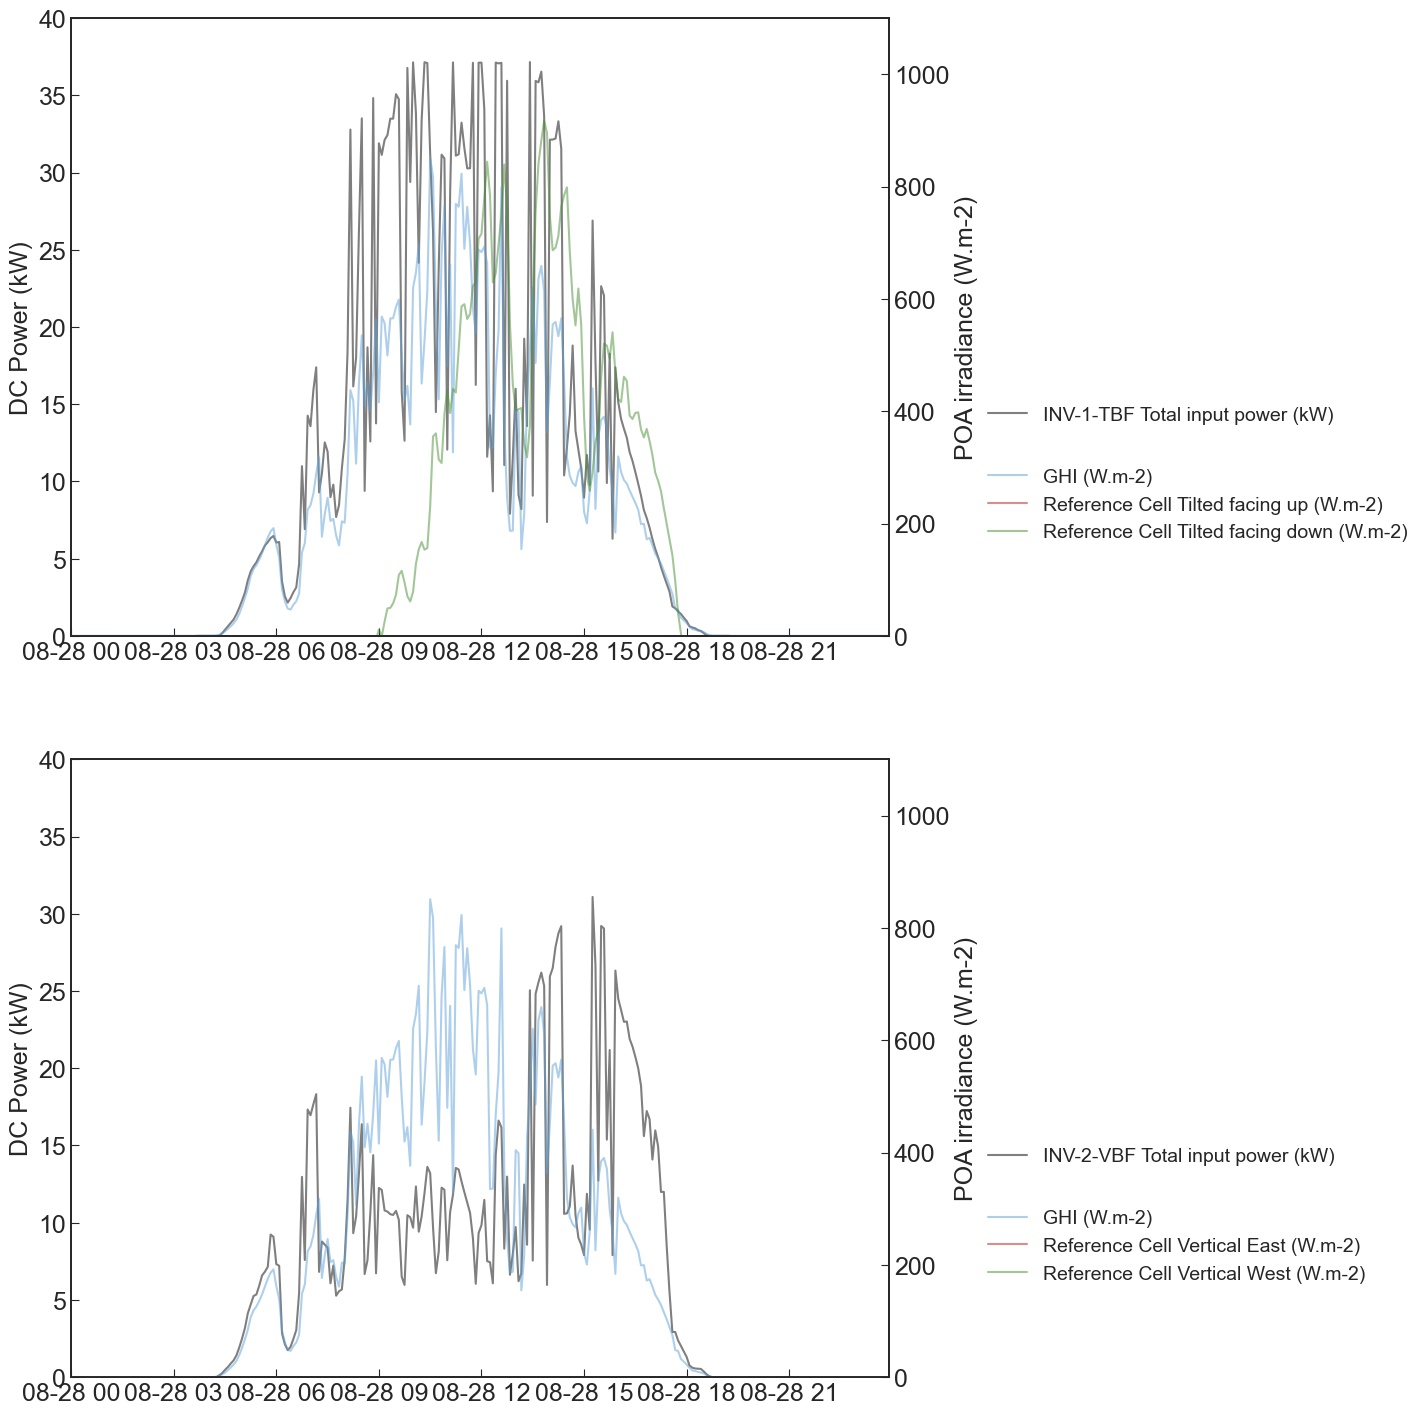 40
35
30
25
20
15
10
5
0
DC Power (kW)
1000
800
600
400
200
0
POA irradiance (W.m-2)
08-28 00 08-28 03 08-28 06 08-28 09 08-28 12 08-28 15 08-28 18 08-28 21
INV-1-TBF Total input power (kW)
GHI (W.m-2)
Reference Cell Tilted facing up (W.m-2)
Reference Cell Tilted facing down (W.m-2)
40
35
30
25
20
15
10
5
0
DC Power (kW)
1000
800
600
400
200
0
POA irradiance (W.m-2)
08-28 00 08-28 03 08-28 06 08-28 09 08-28 12 08-28 15 08-28 18 08-28 21
INV-2-VBF Total input power (kW)
GHI (W.m-2)
Reference Cell Vertical East (W.m-2)
Reference Cell Vertical West (W.m-2)